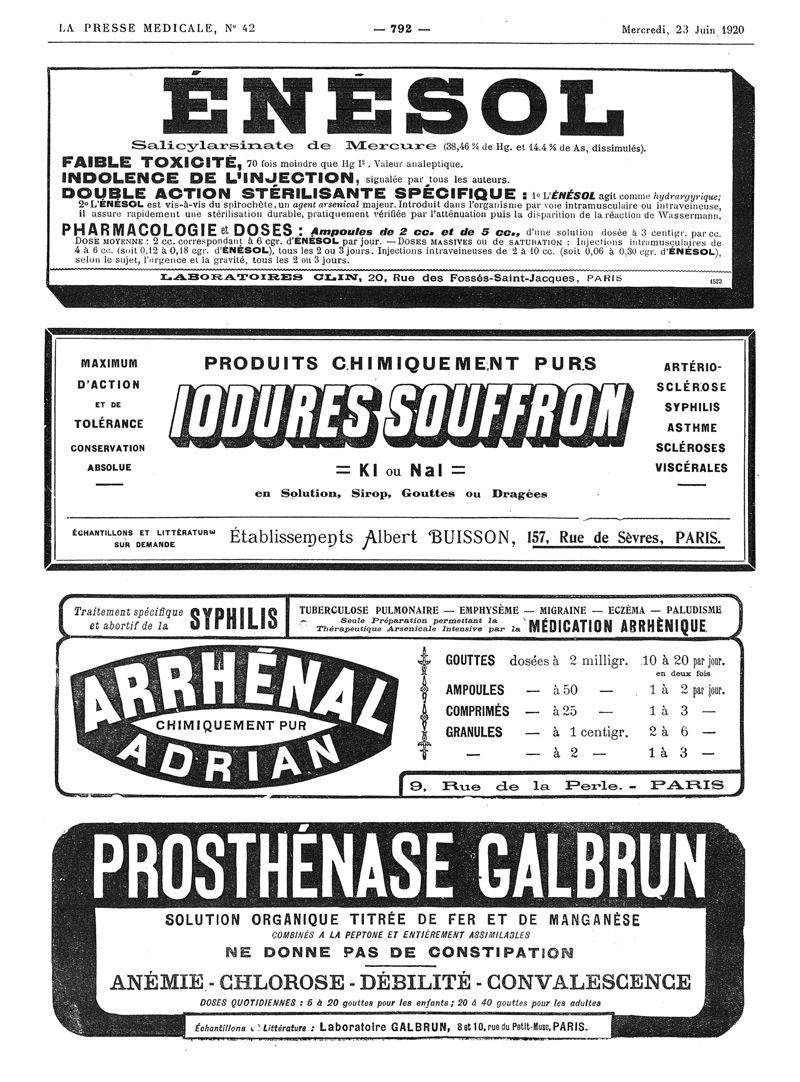 LA PRESSE MEDICALE, N° 42
— 792 —
Mercredi, 23 Juin 1920
ÉNÉSOL
Salicylarsinate de Mercure (38,46 % de Hg. et 14.4 % de As, dissimulés).
FAIBLE TOXICITÉ, 70 fois moindre que Hg I². Valeur analeptique.
INDOLENCE DE L'INJECTION, signalée par tous les auteurs.
DOUBLE ACTION STÉRILISANTE SPÉCIFIQUE : 1° L'ÉNÉSOL agit comme hydrargyrique;
2° L'ÉNÉSOL est vis-à-vis du spirochète, un agent arsenical majeur. Introduit dans l'organisme par voie intramusculaire ou intraveineuse,
il assure rapidement une stérilisation durable, pratiquement vérifiée par l'atténuation puis la disparition de la réaction de Wassermann.
PHARMACOLOGIE et DOSES : Ampoules de 2 cc. et de 5 cc., d'une solution dosée à 3 centigr. par cc.
DOSE MOYENNE : 2 cc. correspondant à 6 cgr. d'ÉNÉSOL par jour. — DOSES MASSIVES ou de SATURATION : Injections intramusculaires de
4 à 6 cc. (soit 0,12 à 0,18 cgr. d'ÉNÉSOL), tous les 2 ou 3 jours. Injections intraveineuses de 2 à 10 cc. (soit 0,06 à 0,30 cgr. d'ÉNÉSOL),
selon le sujet, l'urgence et la gravité, tous les 2 ou 3 jours.
LABORATOIRES CLIN, 20, Rue des Fossés-Saint-Jacques, PARIS
1523
MAXIMUM
D'ACTION
ET DE
TOLÉRANCE
CONSERVATION
ABSOLUE
PRODUITS CHIMIQUEMENT PURS
IODURES SOUFFRON
= KI ou NaI =
en Solution, Sirop, Gouttes ou Dragées
ARTÉRIO-
SCLÉROSE
SYPHILIS
ASTHME
SCLÉROSES
VISCÉRALES
ÉCHANTILLONS ET LITTÉRATURE
SUR DEMANDE
Établissements Albert BUISSON, 157, Rue de Sèvres, PARIS.
Traitement spécifique
et abortif de la SYPHILIS
TUBERCULOSE PULMONAIRE — EMPHYSÈME — MIGRAINE — ECZÉMA — PALUDISME
Seule Préparation permettant la
Thérapeutique Arsenicale Intensive par la MÉDICATION ARRHÉNIQUE
ARRHÉNAL
CHIMIQUEMENT PUR
ADRIAN
GOUTTES dosées à 2 milligr. 10 à 20 par jour.
en deux fois.
AMPOULES — à 50 — 1 à 2 par jour.
COMPRIMÉS — à 25 — 1 à 3 —
GRANULES — à 1 centigr. 2 à 6 —
— — à 2 — 1 à 3 —
9, Rue de la Perle. - PARIS
PROSTHÉNASE GALBRUN
SOLUTION ORGANIQUE TITRÉE DE FER ET DE MANGANÈSE
COMBINÉS A LA PEPTONE ET ENTIÈREMENT ASSIMILABLES
NE DONNE PAS DE CONSTIPATION
ANÉMIE - CHLOROSE - DÉBILITÉ - CONVALESCENCE
DOSES QUOTIDIENNES : 5 à 20 gouttes pour les enfants ; 20 à 40 gouttes pour les adultes
Échantillons Littérature : Laboratoire GALBRUN, 8 et 10, rue du Petit-Musc, PARIS.